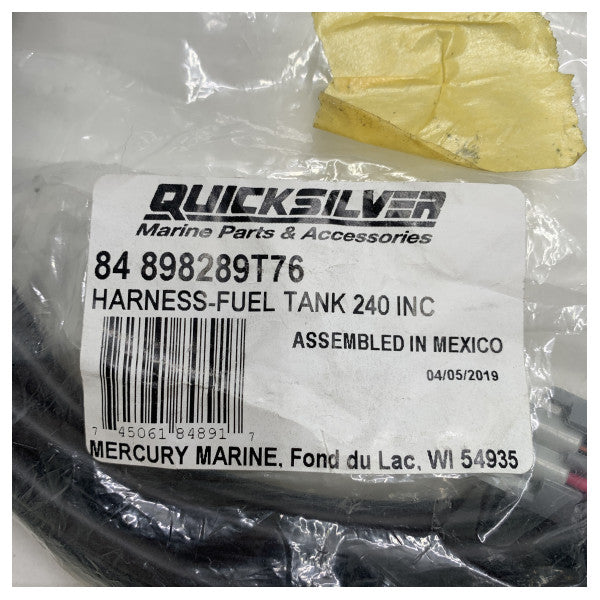 QUICKSILVER
Marine Parts & Accessories
84 898289T76
HARNESS-FUEL TANK 240 INC
ASSEMBLED IN MEXICO
04/05/2019
7 45061 84891 7
MERCURY MARINE, Fond du Lac, WI 54935